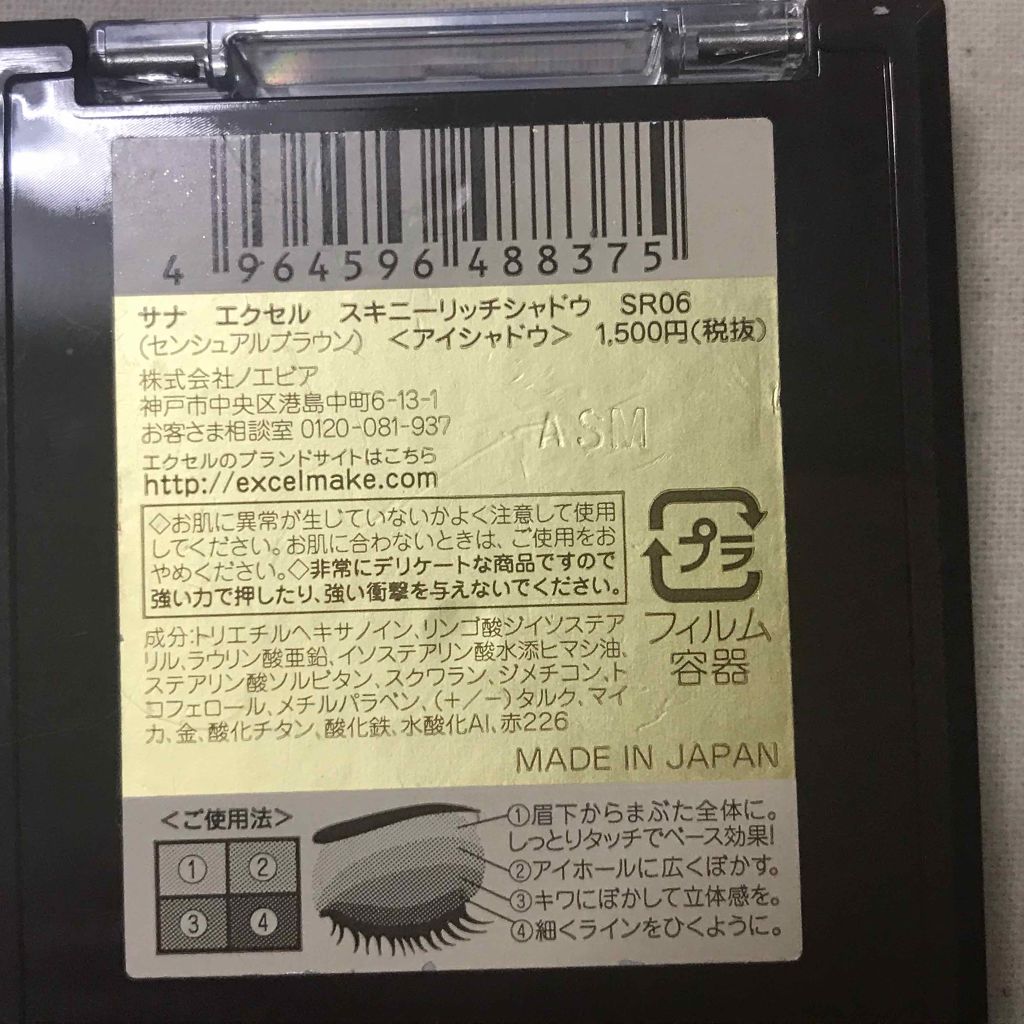 4 964596 488375
サナ エクセル スキニーリッチシャドウ SR06
(センシュアルブラウン) <アイシャドウ> 1,500円(税抜)
株式会社ノエビア
神戸市中央区港島中町6-13-1
お客さま相談室 0120-081-937
エクセルのブランドサイトはこちら
http://excelmake.com
ASM
◇お肌に異常が生じていないかよく注意して使用
してください。お肌に合わないときは、ご使用をお
やめください。◇非常にデリケートな商品ですので
強い力で押したり、強い衝撃を与えないでください。
プラ
フィルム
容器
成分:トリエチルヘキサノイン、リンゴ酸ジイソステア
リル、ラウリン酸亜鉛、イソステアリン酸水添ヒマシ油、
ステアリン酸ソルビタン、スクワラン、ジメチコン、ト
コフェロール、メチルパラベン、(+/−)タルク、マイ
カ、金、酸化チタン、酸化鉄、水酸化Al、赤226
MADE IN JAPAN
<ご使用法>
① ②
③ ④
①眉下からまぶた全体に。
しっとりタッチでベース効果!
②アイホールに広くぼかす。
③キワにぼかして立体感を。
④細くラインをひくように。